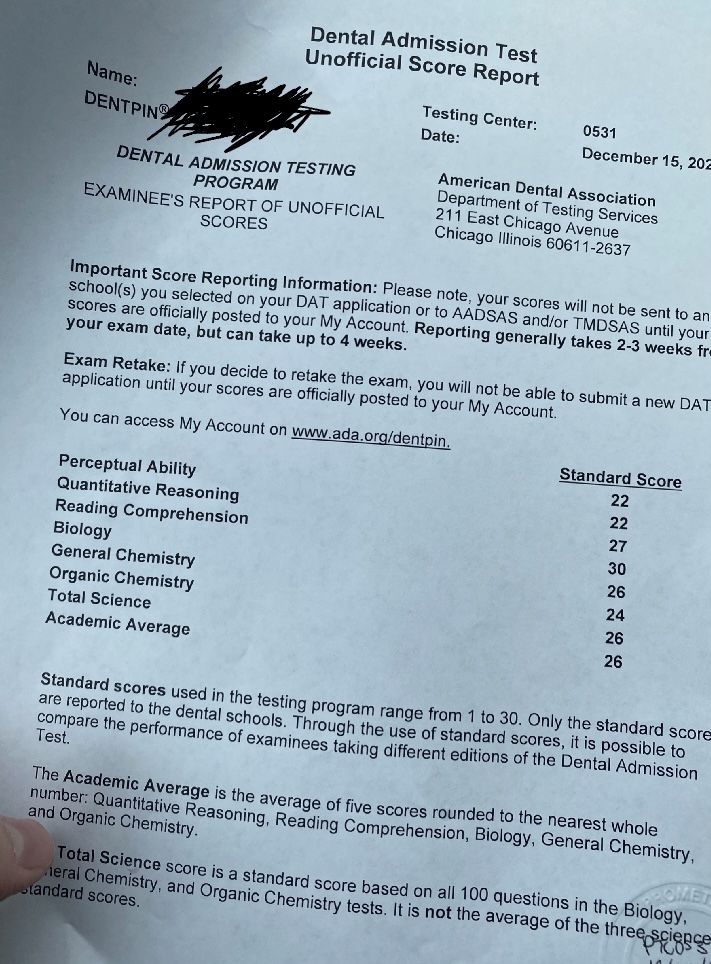 Dental Admission Test
Unofficial Score Report
Name:
DENTPIN®
Testing Center: 0531
Date: December 15, 202
DENTAL ADMISSION TESTING
PROGRAM
EXAMINEE'S REPORT OF UNOFFICIAL
SCORES
American Dental Association
Department of Testing Services
211 East Chicago Avenue
Chicago Illinois 60611-2637
Important Score Reporting Information: Please note, your scores will not be sent to an
school(s) you selected on your DAT application or to AADSAS and/or TMDSAS until your
scores are officially posted to your My Account. Reporting generally takes 2-3 weeks fr
your exam date, but can take up to 4 weeks.
Exam Retake: If you decide to retake the exam, you will not be able to submit a new DAT
application until your scores are officially posted to your My Account.
You can access My Account on www.ada.org/dentpin.
Standard Score
Perceptual Ability 22
Quantitative Reasoning 22
Reading Comprehension 27
Biology 30
General Chemistry 26
Organic Chemistry 24
Total Science 26
Academic Average 26
Standard scores used in the testing program range from 1 to 30. Only the standard score
are reported to the dental schools. Through the use of standard scores, it is possible to
compare the performance of examinees taking different editions of the Dental Admission
Test.
The Academic Average is the average of five scores rounded to the nearest whole
number: Quantitative Reasoning, Reading Comprehension, Biology, General Chemistry,
and Organic Chemistry.
Total Science score is a standard score based on all 100 questions in the Biology,
neral Chemistry, and Organic Chemistry tests. It is not the average of the three science
standard scores.
PROMET